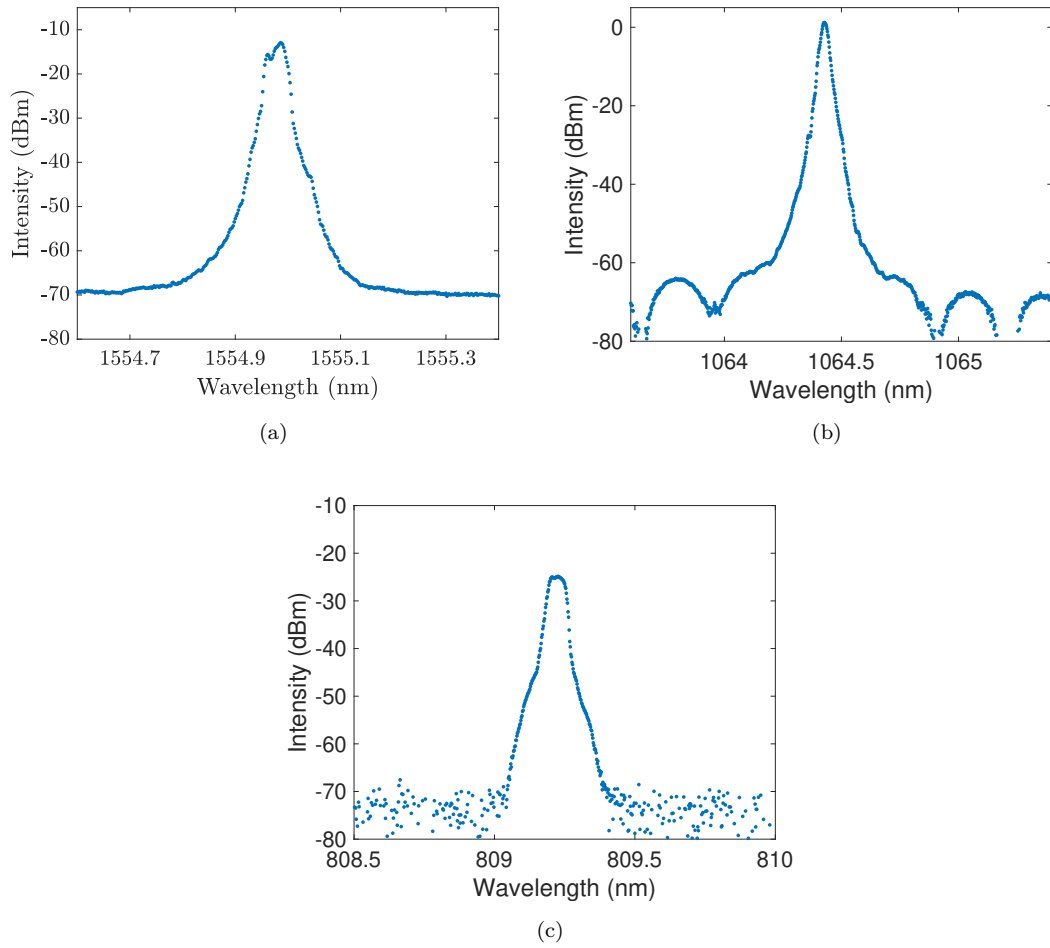 -10
-20
-30
-40
-50
-60
-70
-80
Intensity (dBm)
1554.7 1554.9 1555.1 1555.3
Wavelength (nm)
(a)
0
-20
-40
-60
-80
Intensity (dBm)
1064 1064.5 1065
Wavelength (nm)
(b)
-10
-20
-30
-40
-50
-60
-70
-80
Intensity (dBm)
808.5 809 809.5 810
Wavelength (nm)
(c)